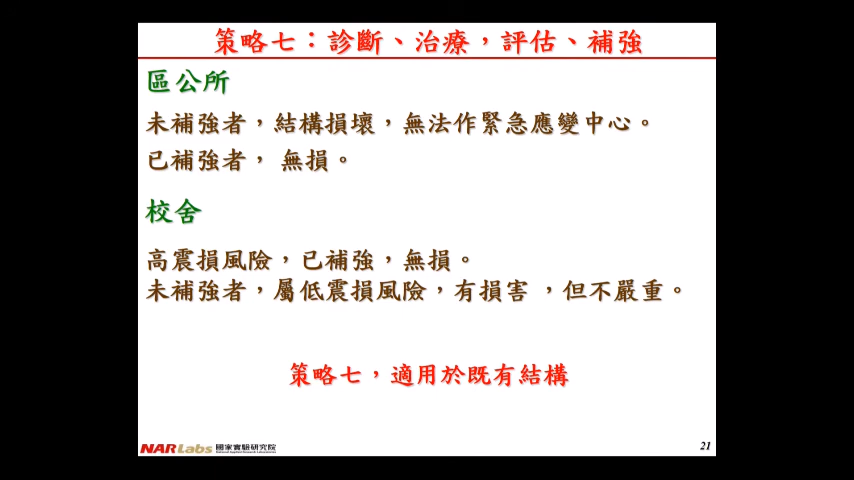 策略七：診斷、治療，評估、補強
區公所
未補強者，結構損壞，無法作緊急應變中心。
已補強者， 無損。
校舍
高震損風險，已補強，無損。
未補強者，屬低震損風險，有損害 ，但不嚴重。
策略七，適用於既有結構
NARLabs 國家實驗研究院
21